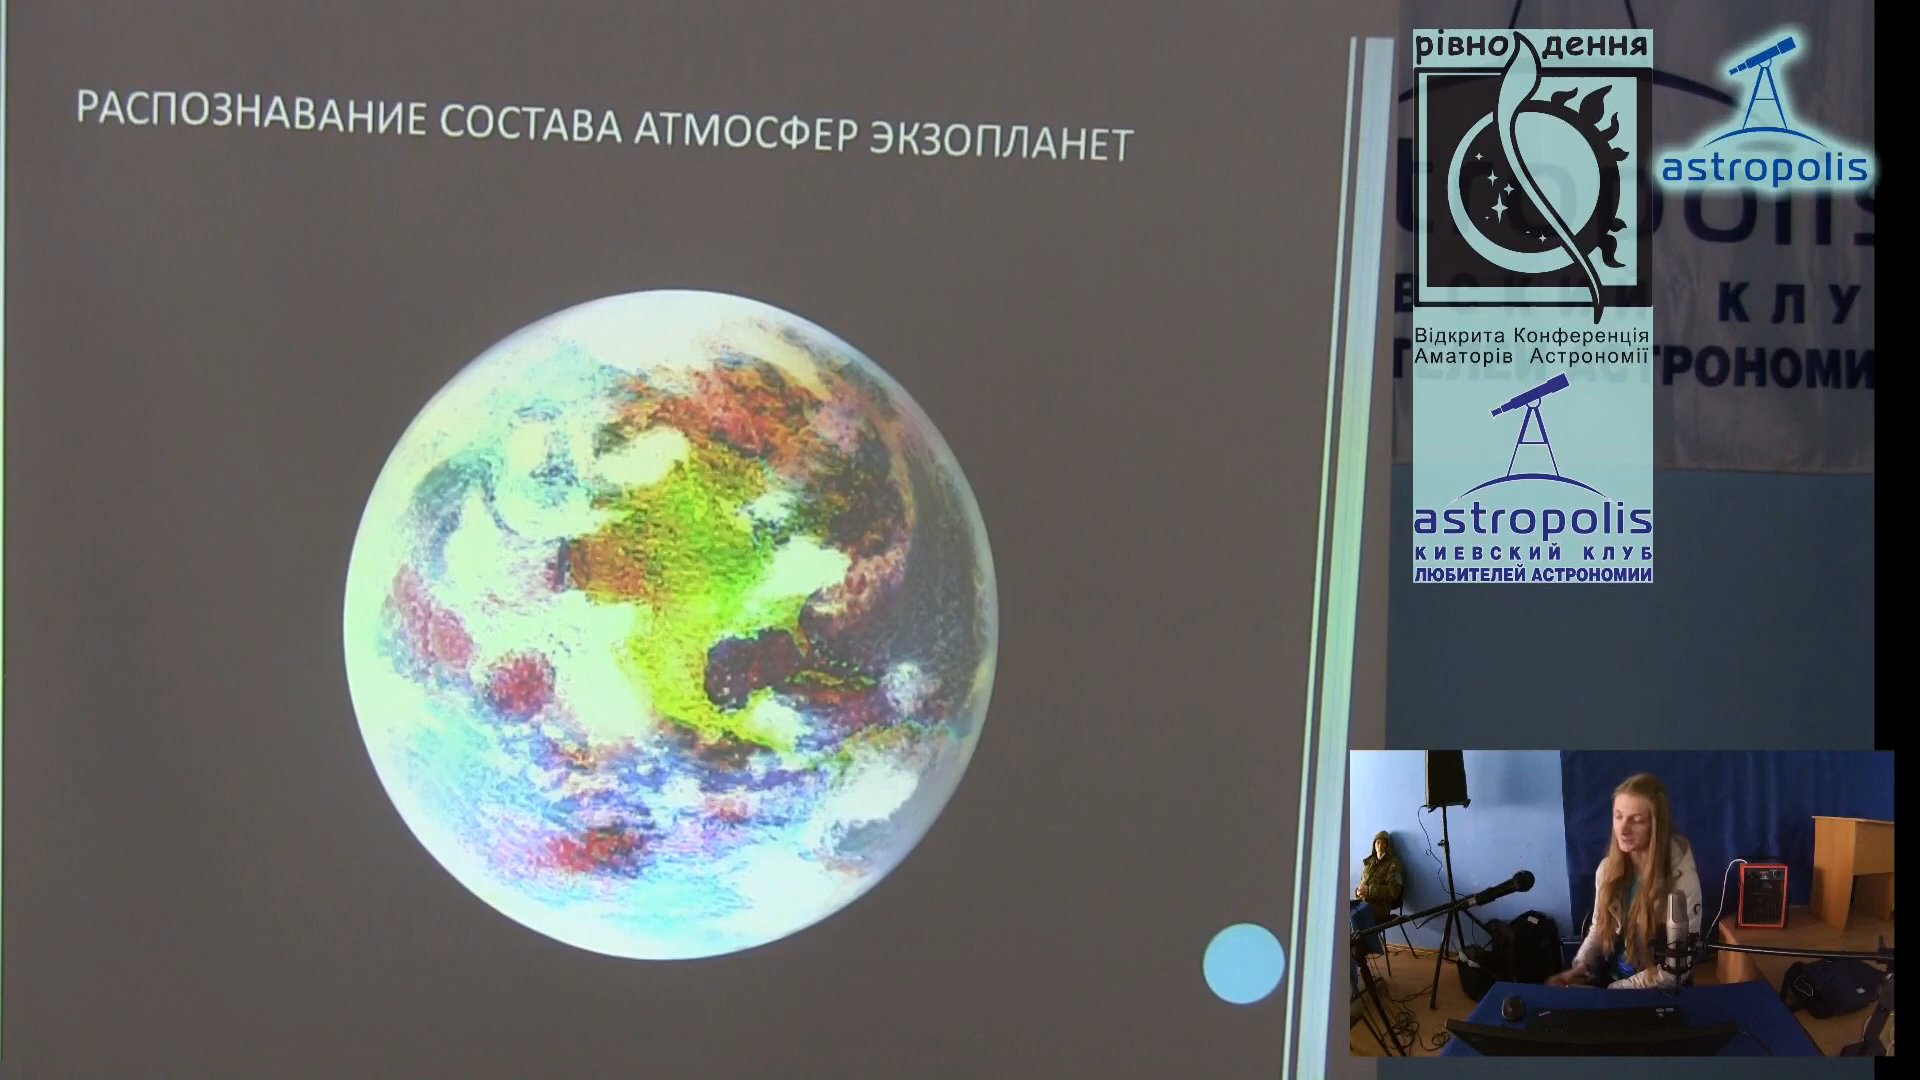 РАСПОЗНАВАНИЕ СОСТАВА АТМОСФЕР ЭКЗОПЛАНЕТ
рівнодення
astropolis
Відкрита Конференція
Аматорів Астрономії
astropolis
КИЕВСКИЙ КЛУБ
ЛЮБИТЕЛЕЙ АСТРОНОМИИ